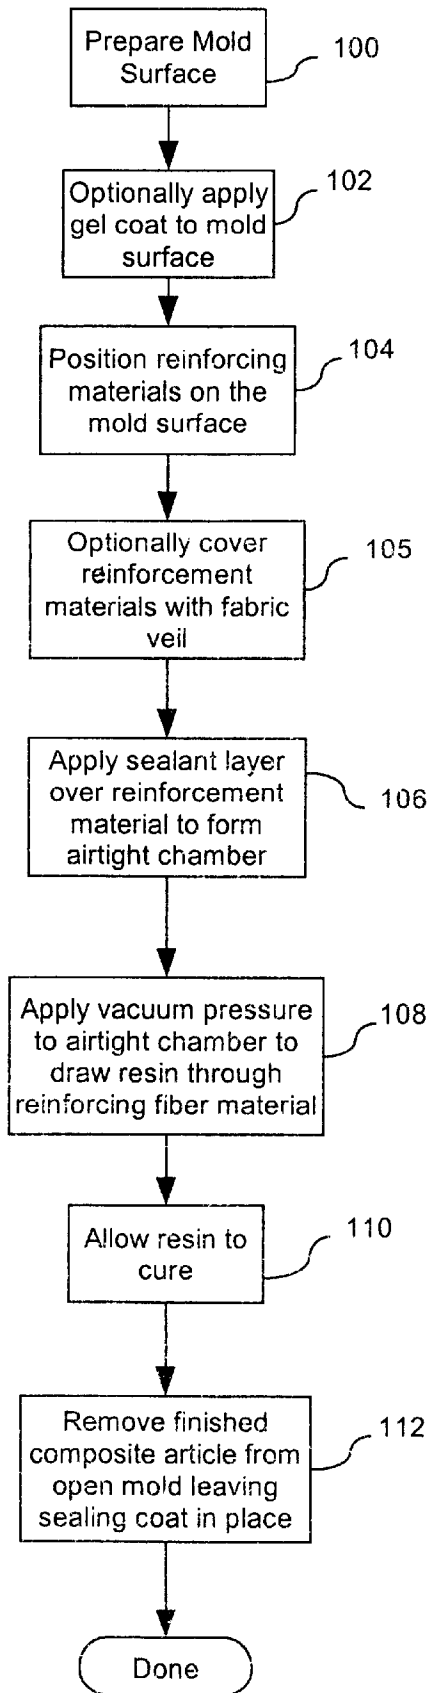 Prepare Mold
Surface
100
Optionally apply
gel coat to mold
surface
102
Position reinforcing
materials on the
mold surface
104
Optionally cover
reinforcement
materials with fabric
veil
105
Apply sealant layer
over reinforcement
material to form
airtight chamber
106
Apply vacuum pressure
to airtight chamber to
draw resin through
reinforcing fiber material
108
Allow resin to
cure
110
Remove finished
composite article from
open mold leaving
sealing coat in place
112
Done